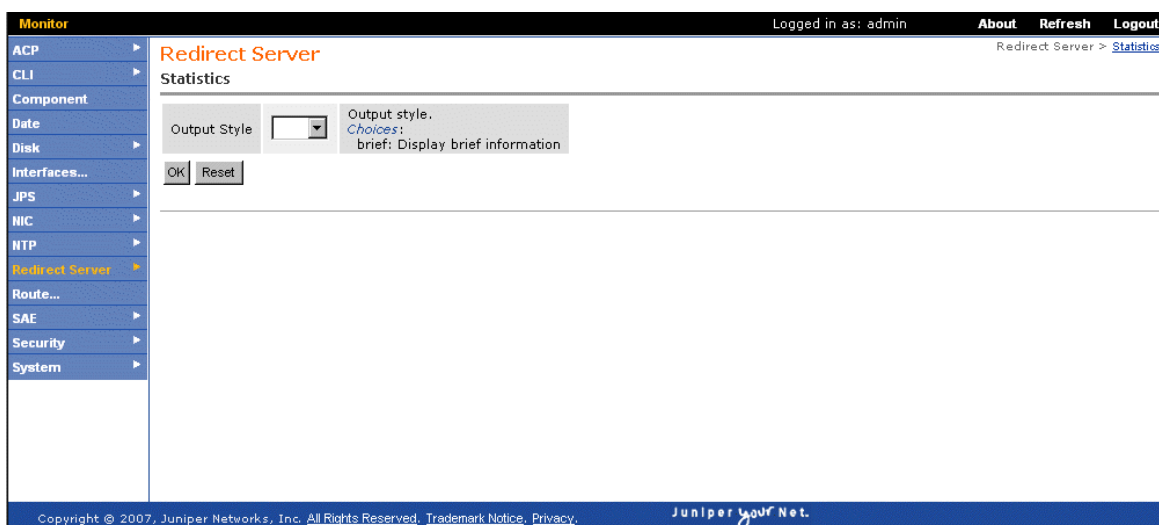 Monitor
Logged in as: admin
About Refresh Logout
ACP
CLI
Component
Date
Disk
Interfaces...
JPS
NIC
NTP
Redirect Server
Route...
SAE
Security
System
Redirect Server
Redirect Server > Statistics
Statistics
Output Style
Output style.
Choices:
brief: Display brief information
OK Reset
Copyright © 2007, Juniper Networks, Inc. All Rights Reserved. Trademark Notice. Privacy.
Juniper your Net.